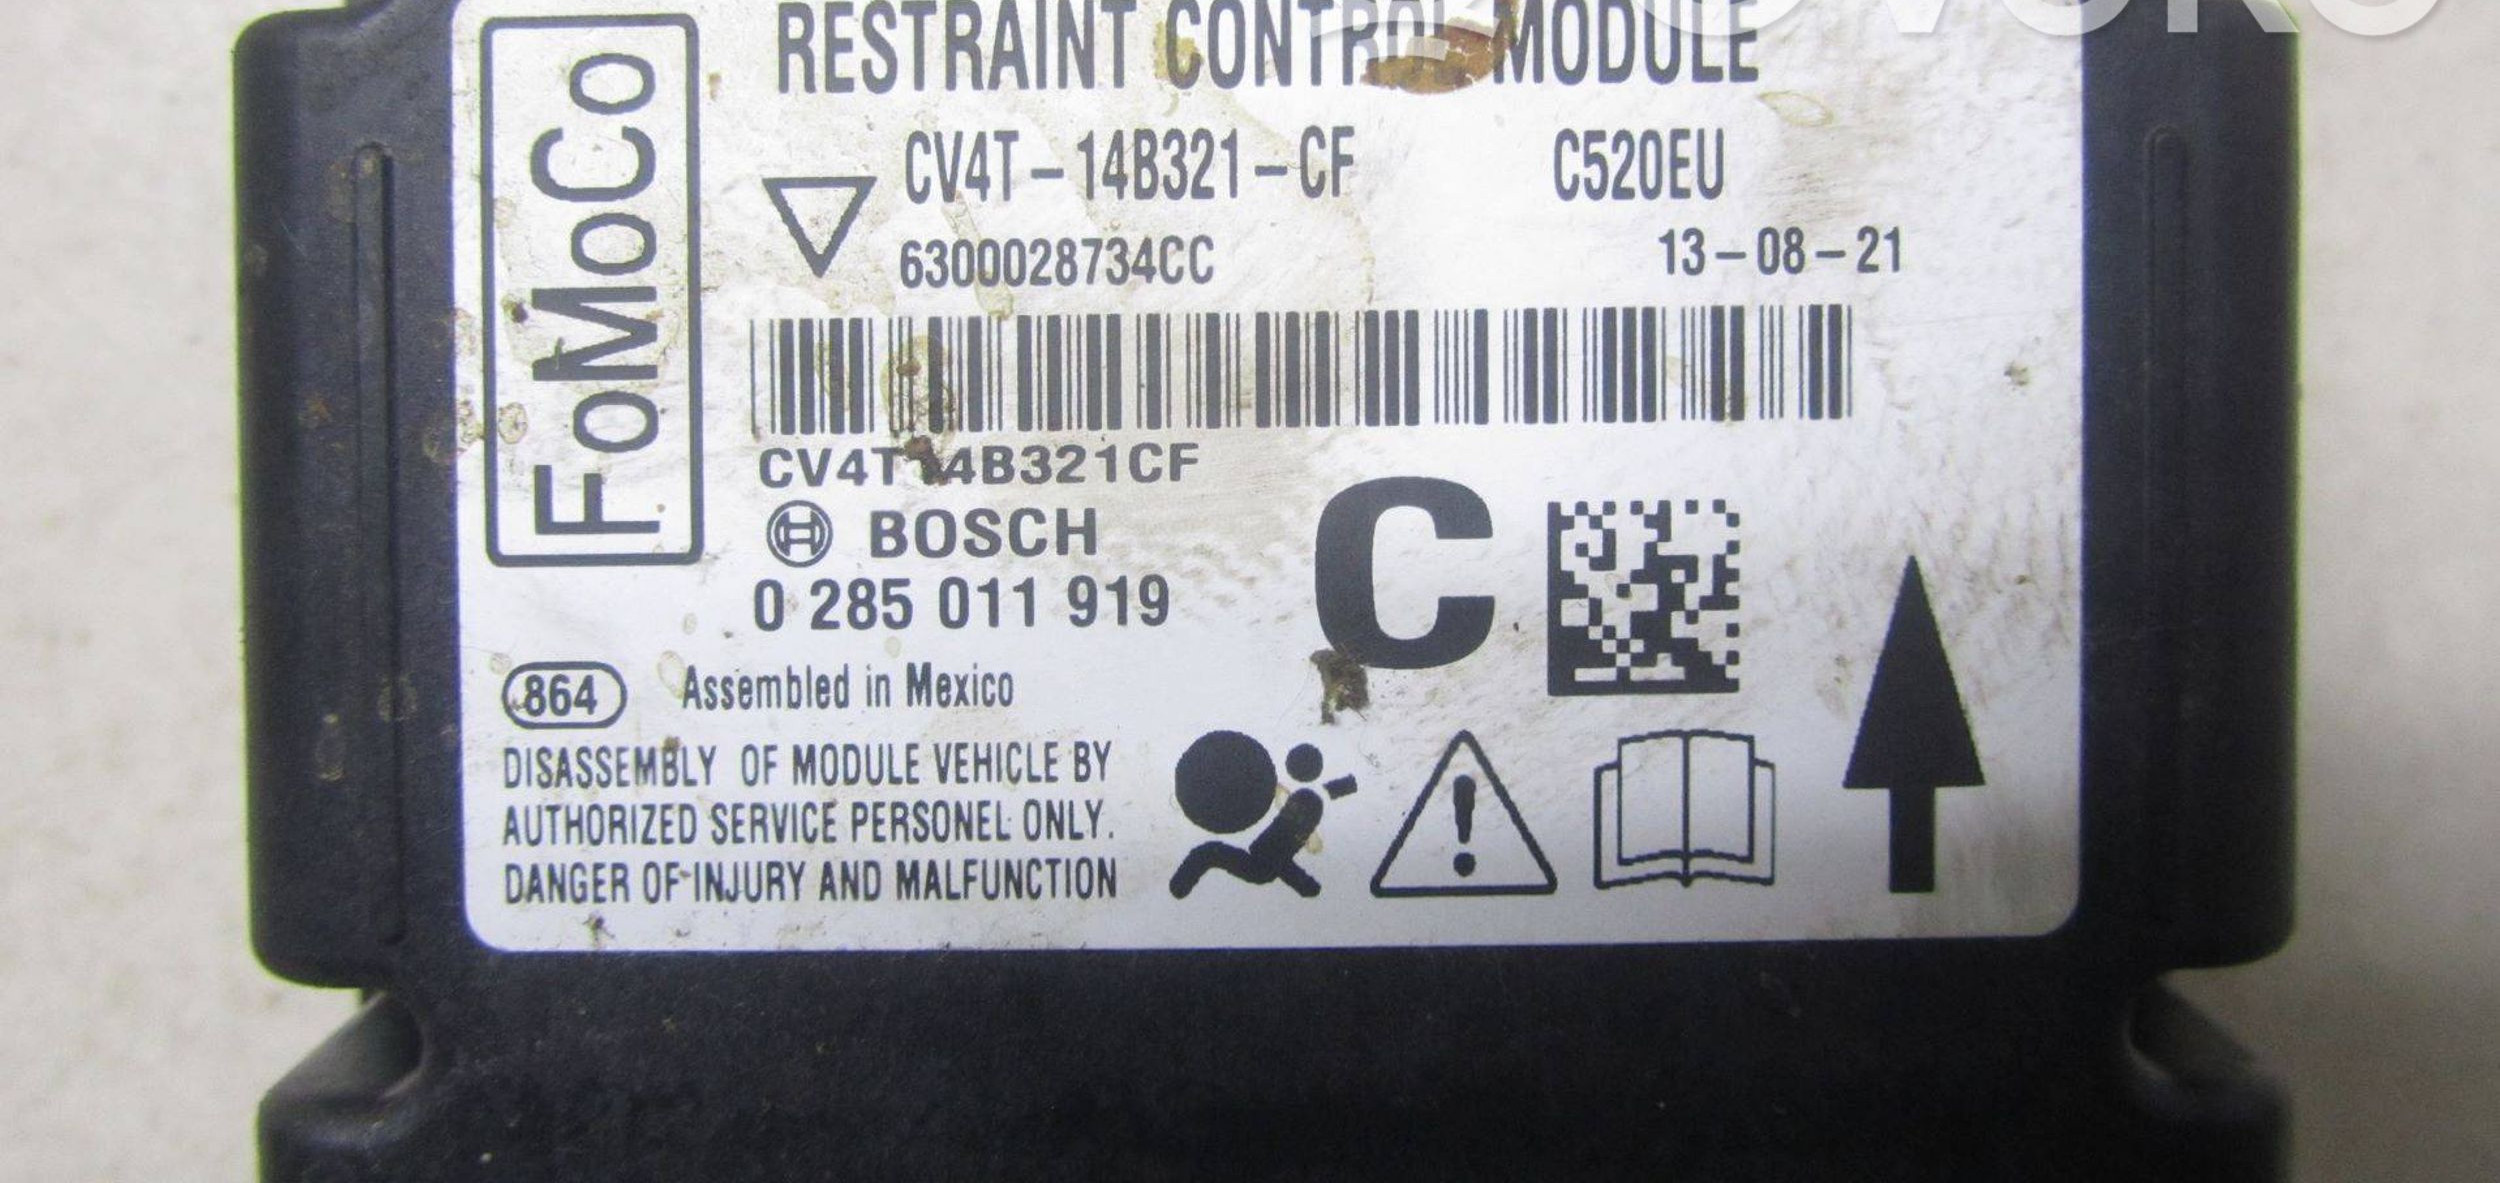 RESTRAINT CONTROL MODULE
FoMoCo
CV4T-14B321-CF C520EU
6300028734CC 13-08-21
CV4T14B321CF
BOSCH
0 285 011 919
C
864 Assembled in Mexico
DISASSEMBLY OF MODULE VEHICLE BY
AUTHORIZED SERVICE PERSONEL ONLY.
DANGER OF INJURY AND MALFUNCTION